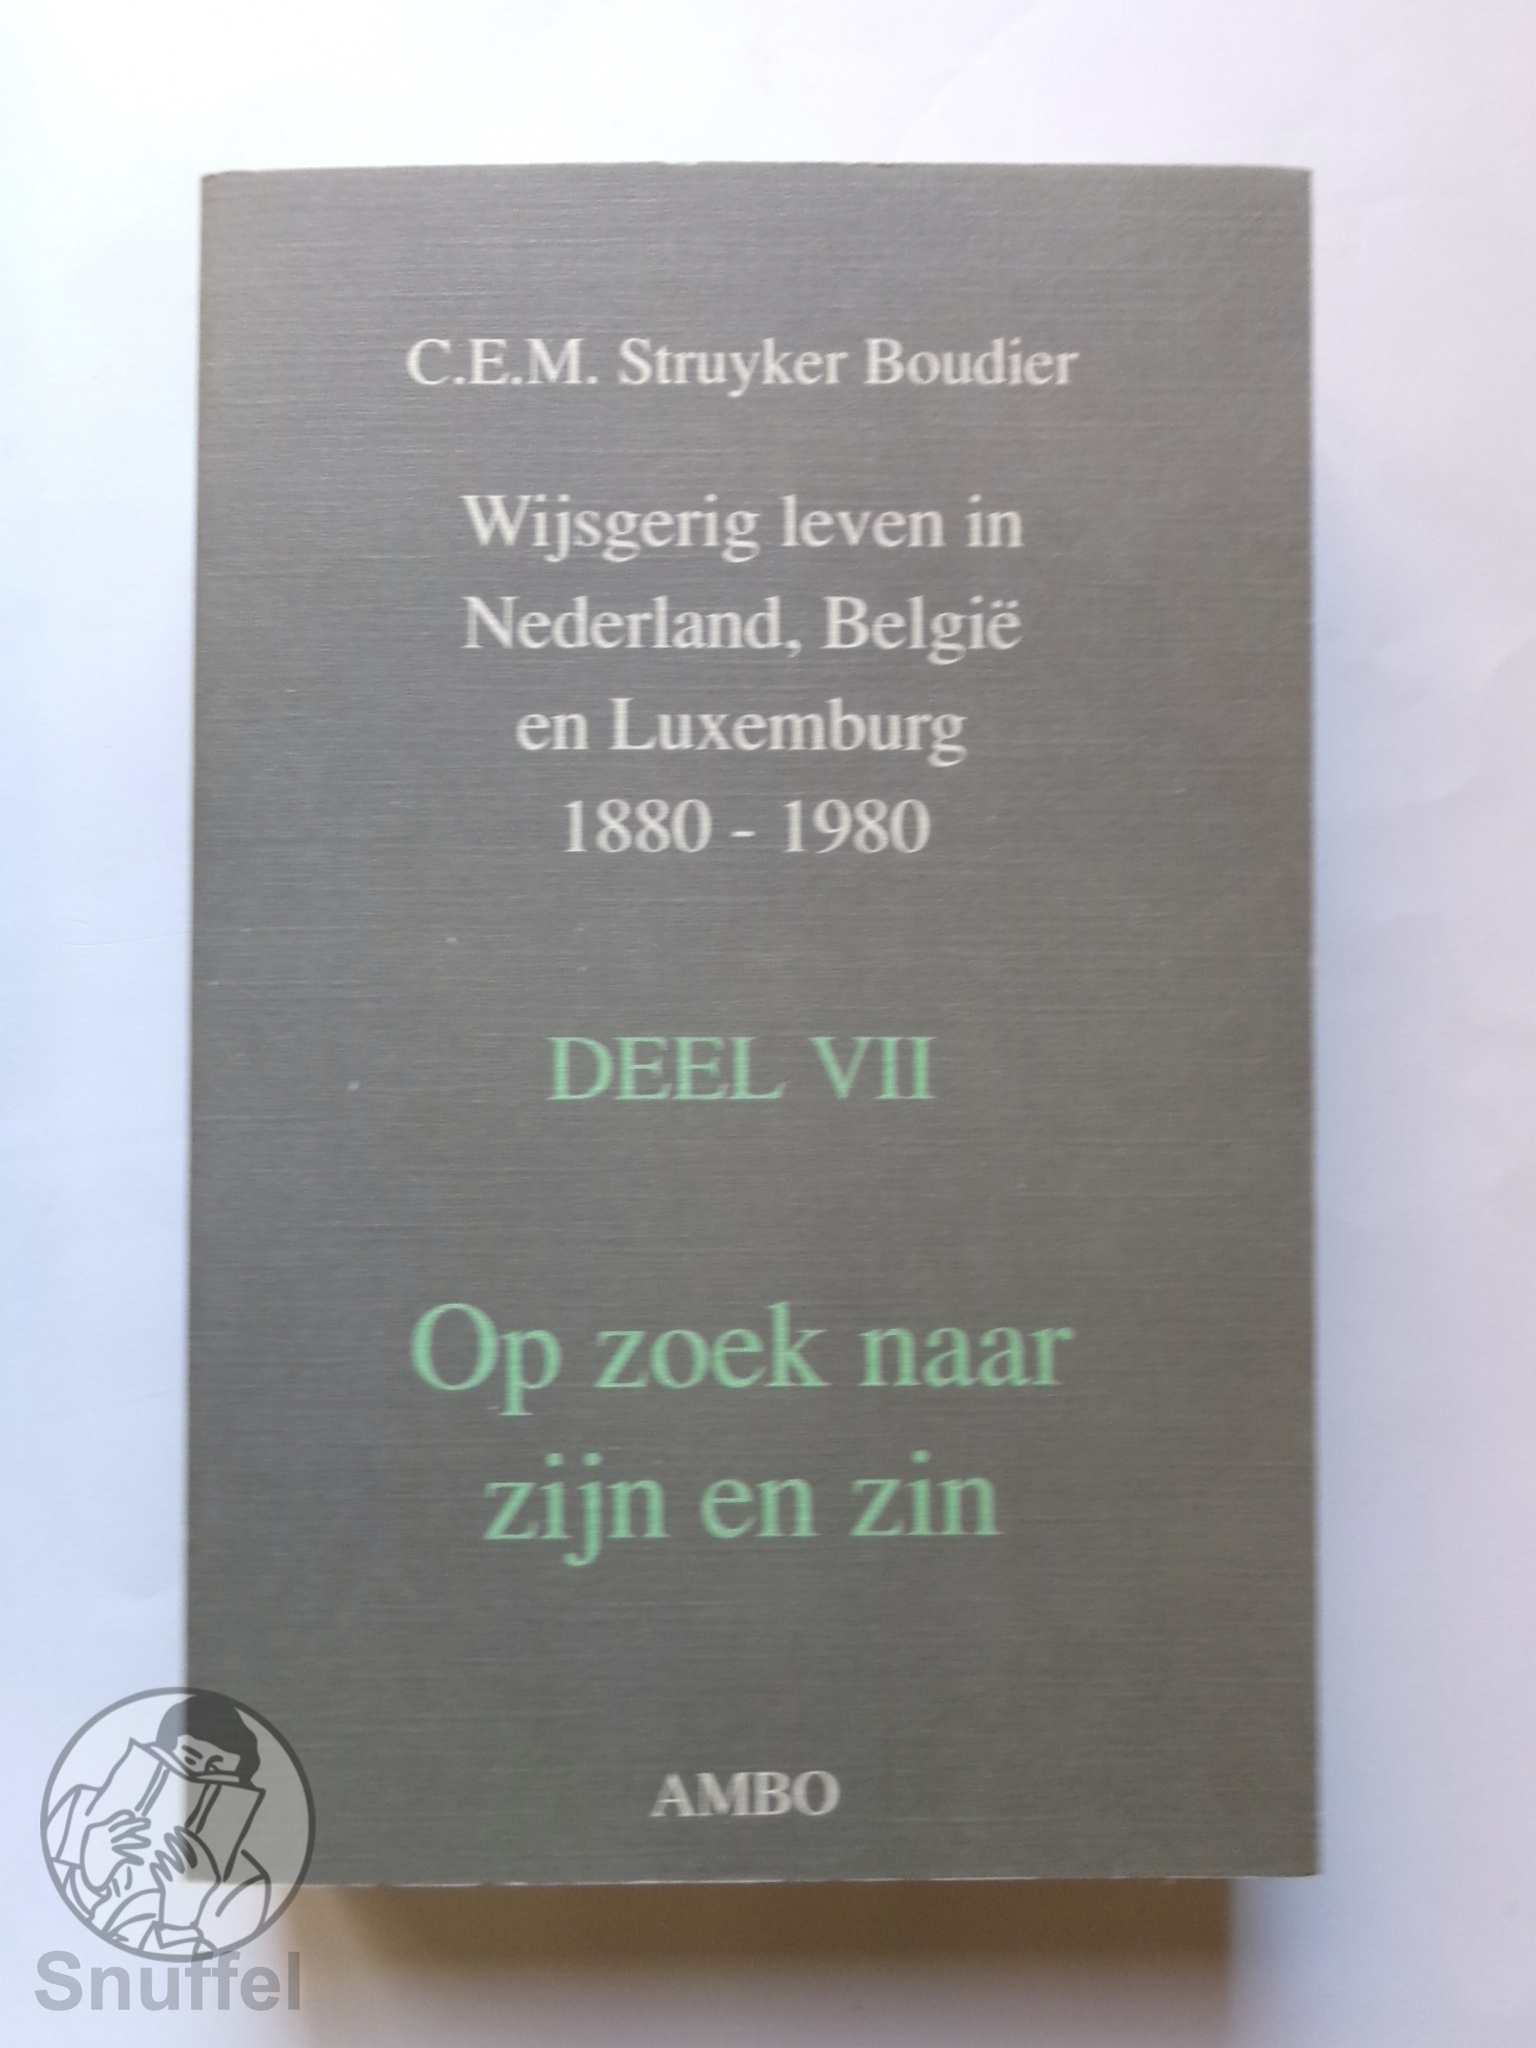 C.E.M. Struyker Boudier
Wijsgerig leven in
Nederland, België
en Luxemburg
1880 - 1980
DEEL VII
Op zoek naar
zijn en zin
AMBO
Snuffel